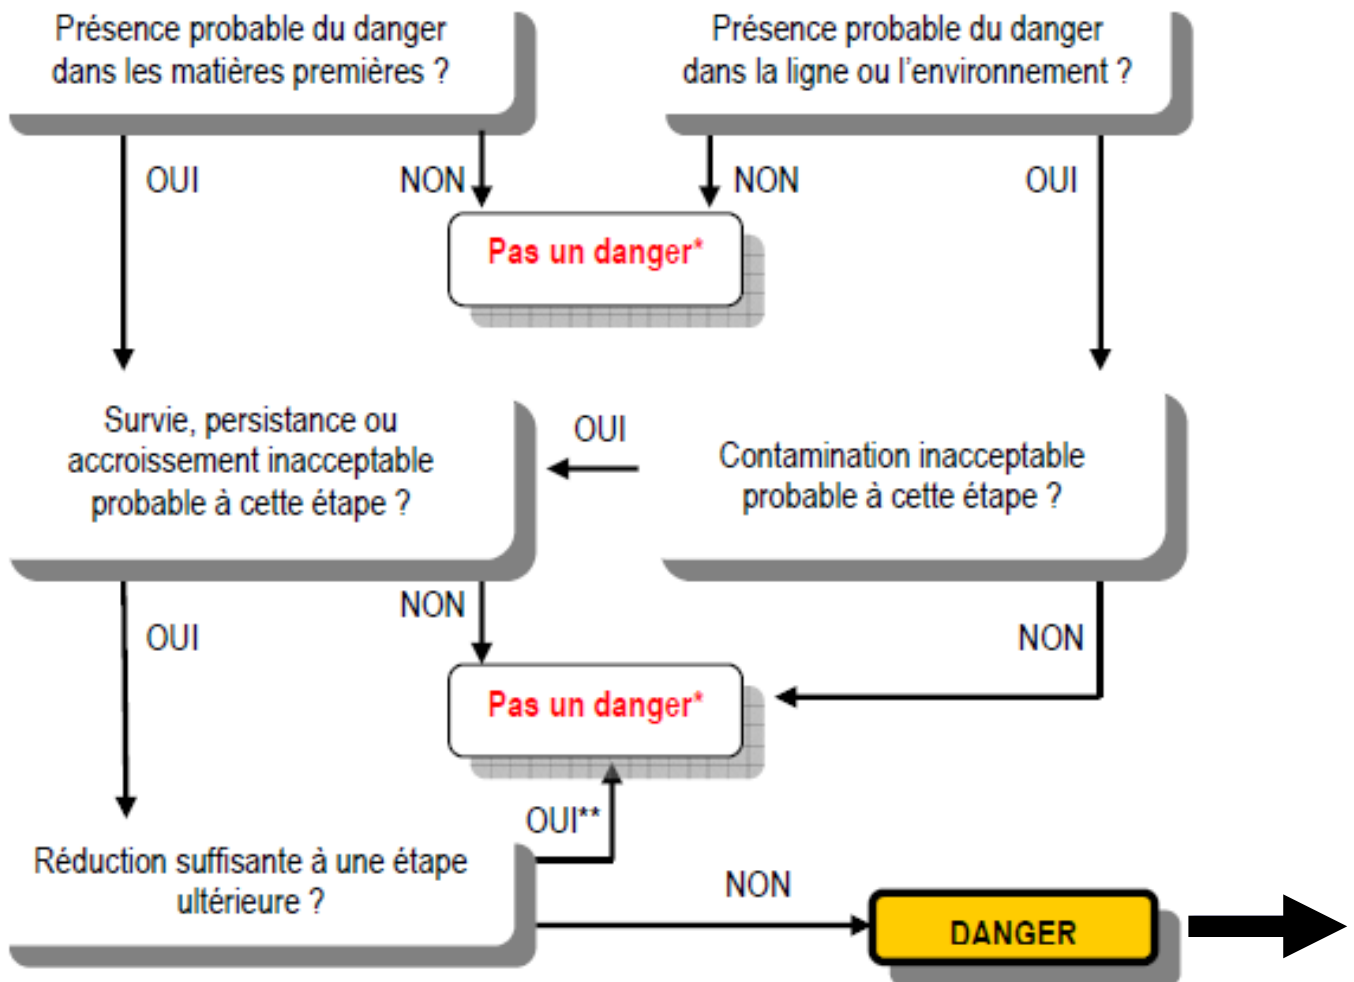 Présence probable du danger
dans les matières premières ?
Présence probable du danger
dans la ligne ou l'environnement ?
OUI
NON
NON
OUI
Pas un danger*
Survie, persistance ou
accroissement inacceptable
probable à cette étape ?
OUI
Contamination inacceptable
probable à cette étape ?
OUI
NON
NON
Pas un danger*
OUI**
Réduction suffisante à une étape
ultérieure ?
NON
DANGER